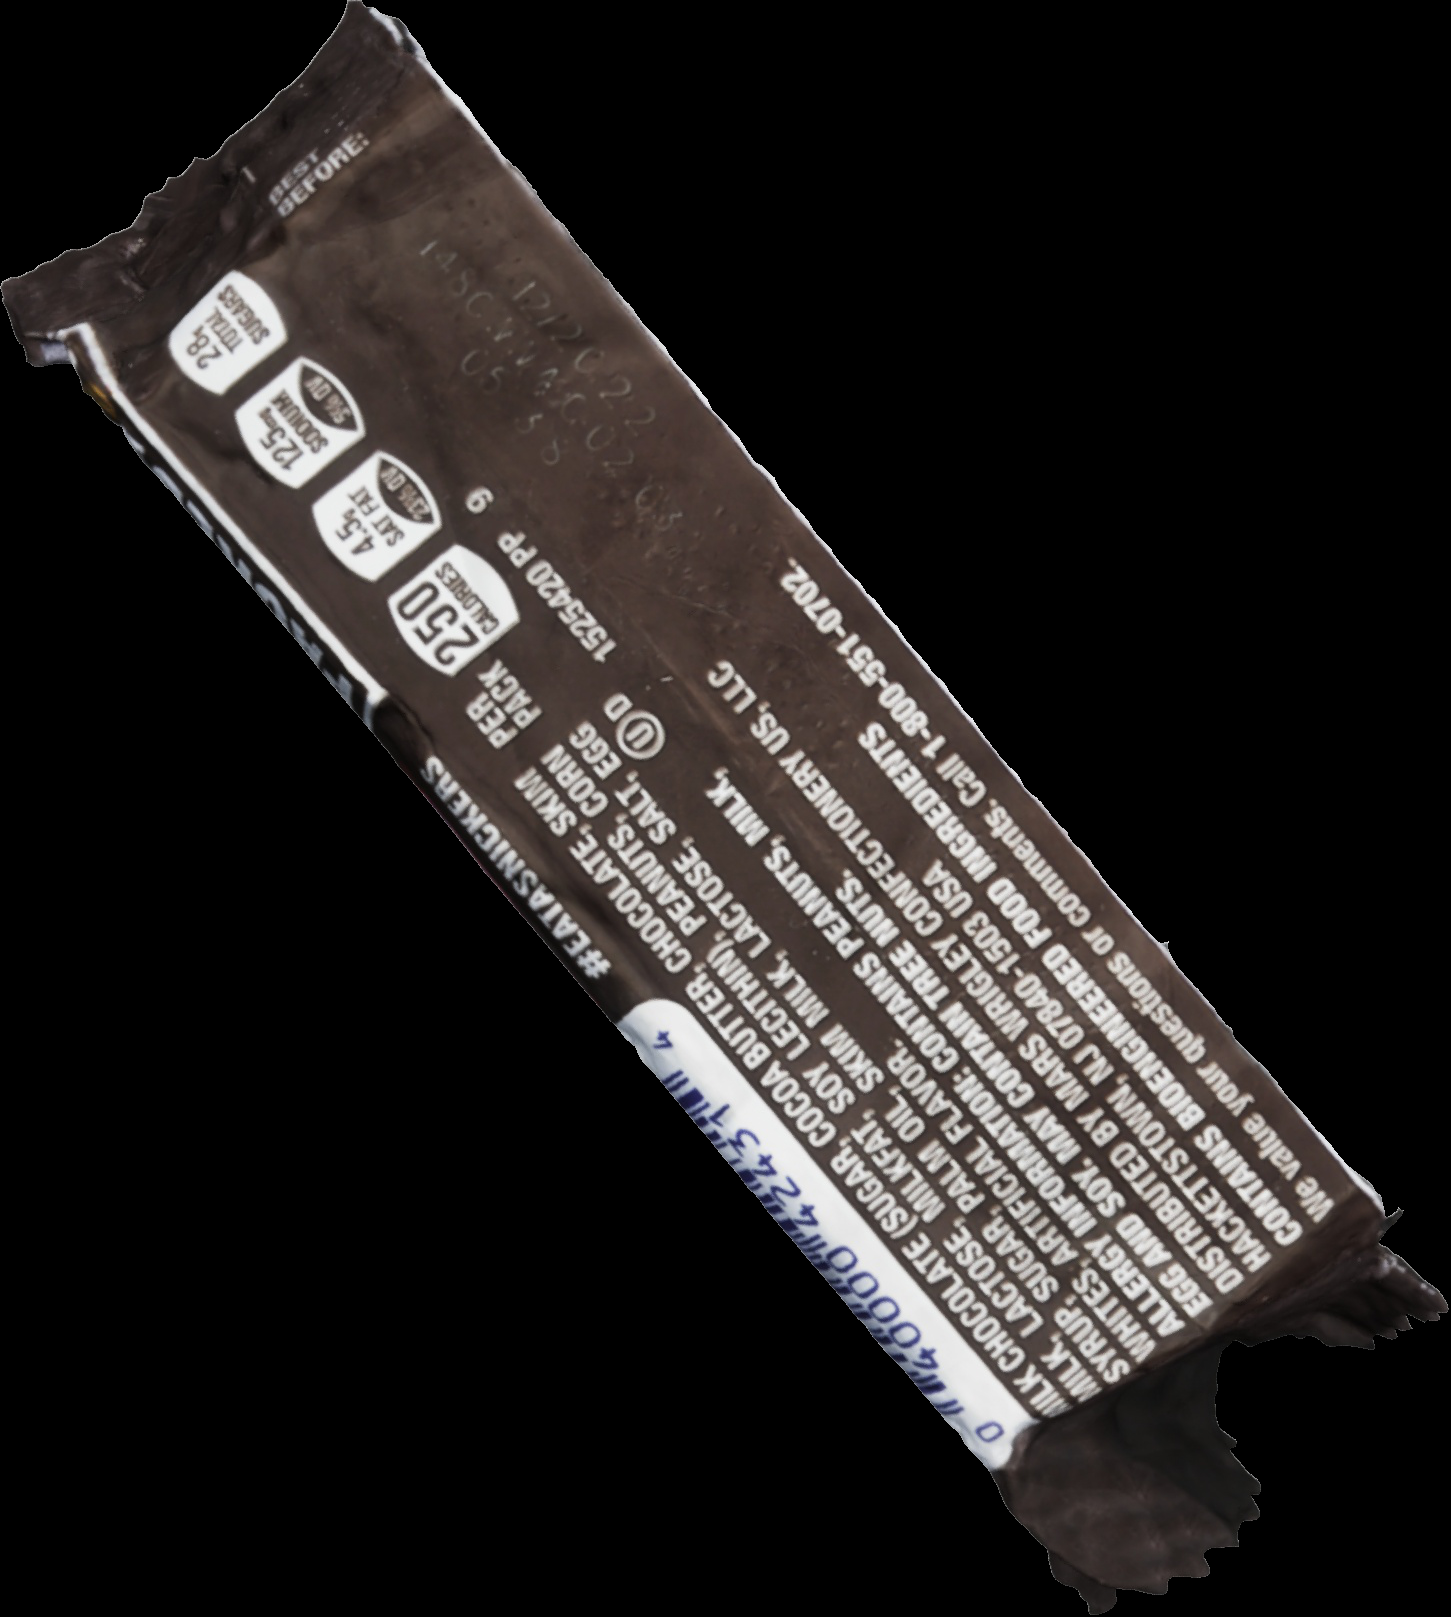 MILK CHOCOLATE (SUGAR, COCOA BUTTER, CHOCOLATE, SKIM
MILK, LACTOSE, MILKFAT, SOY LECITHIN), PEANUTS, CORN
SYRUP, SUGAR, PALM OIL, SKIM MILK, LACTOSE, SALT, EGG
WHITES, ARTIFICIAL FLAVOR. U D
ALLERGY INFORMATION: CONTAINS PEANUTS, MILK,
EGG AND SOY. MAY CONTAIN TREE NUTS.
DISTRIBUTED BY MARS WRIGLEY CONFECTIONERY US, LLC
HACKETTSTOWN, NJ 07840-1503 USA
CONTAINS BIOENGINEERED FOOD INGREDIENTS
We value your questions or comments. Call 1-800-551-0702.
PER
PACK
250
CALORIES
4.5g
SAT FAT
23% DV
125mg
SODIUM
5% DV
28g
TOTAL
SUGARS
1525420 PP 9
BEST
BEFORE:
#EATASNICKERS
0 40000 42431 4